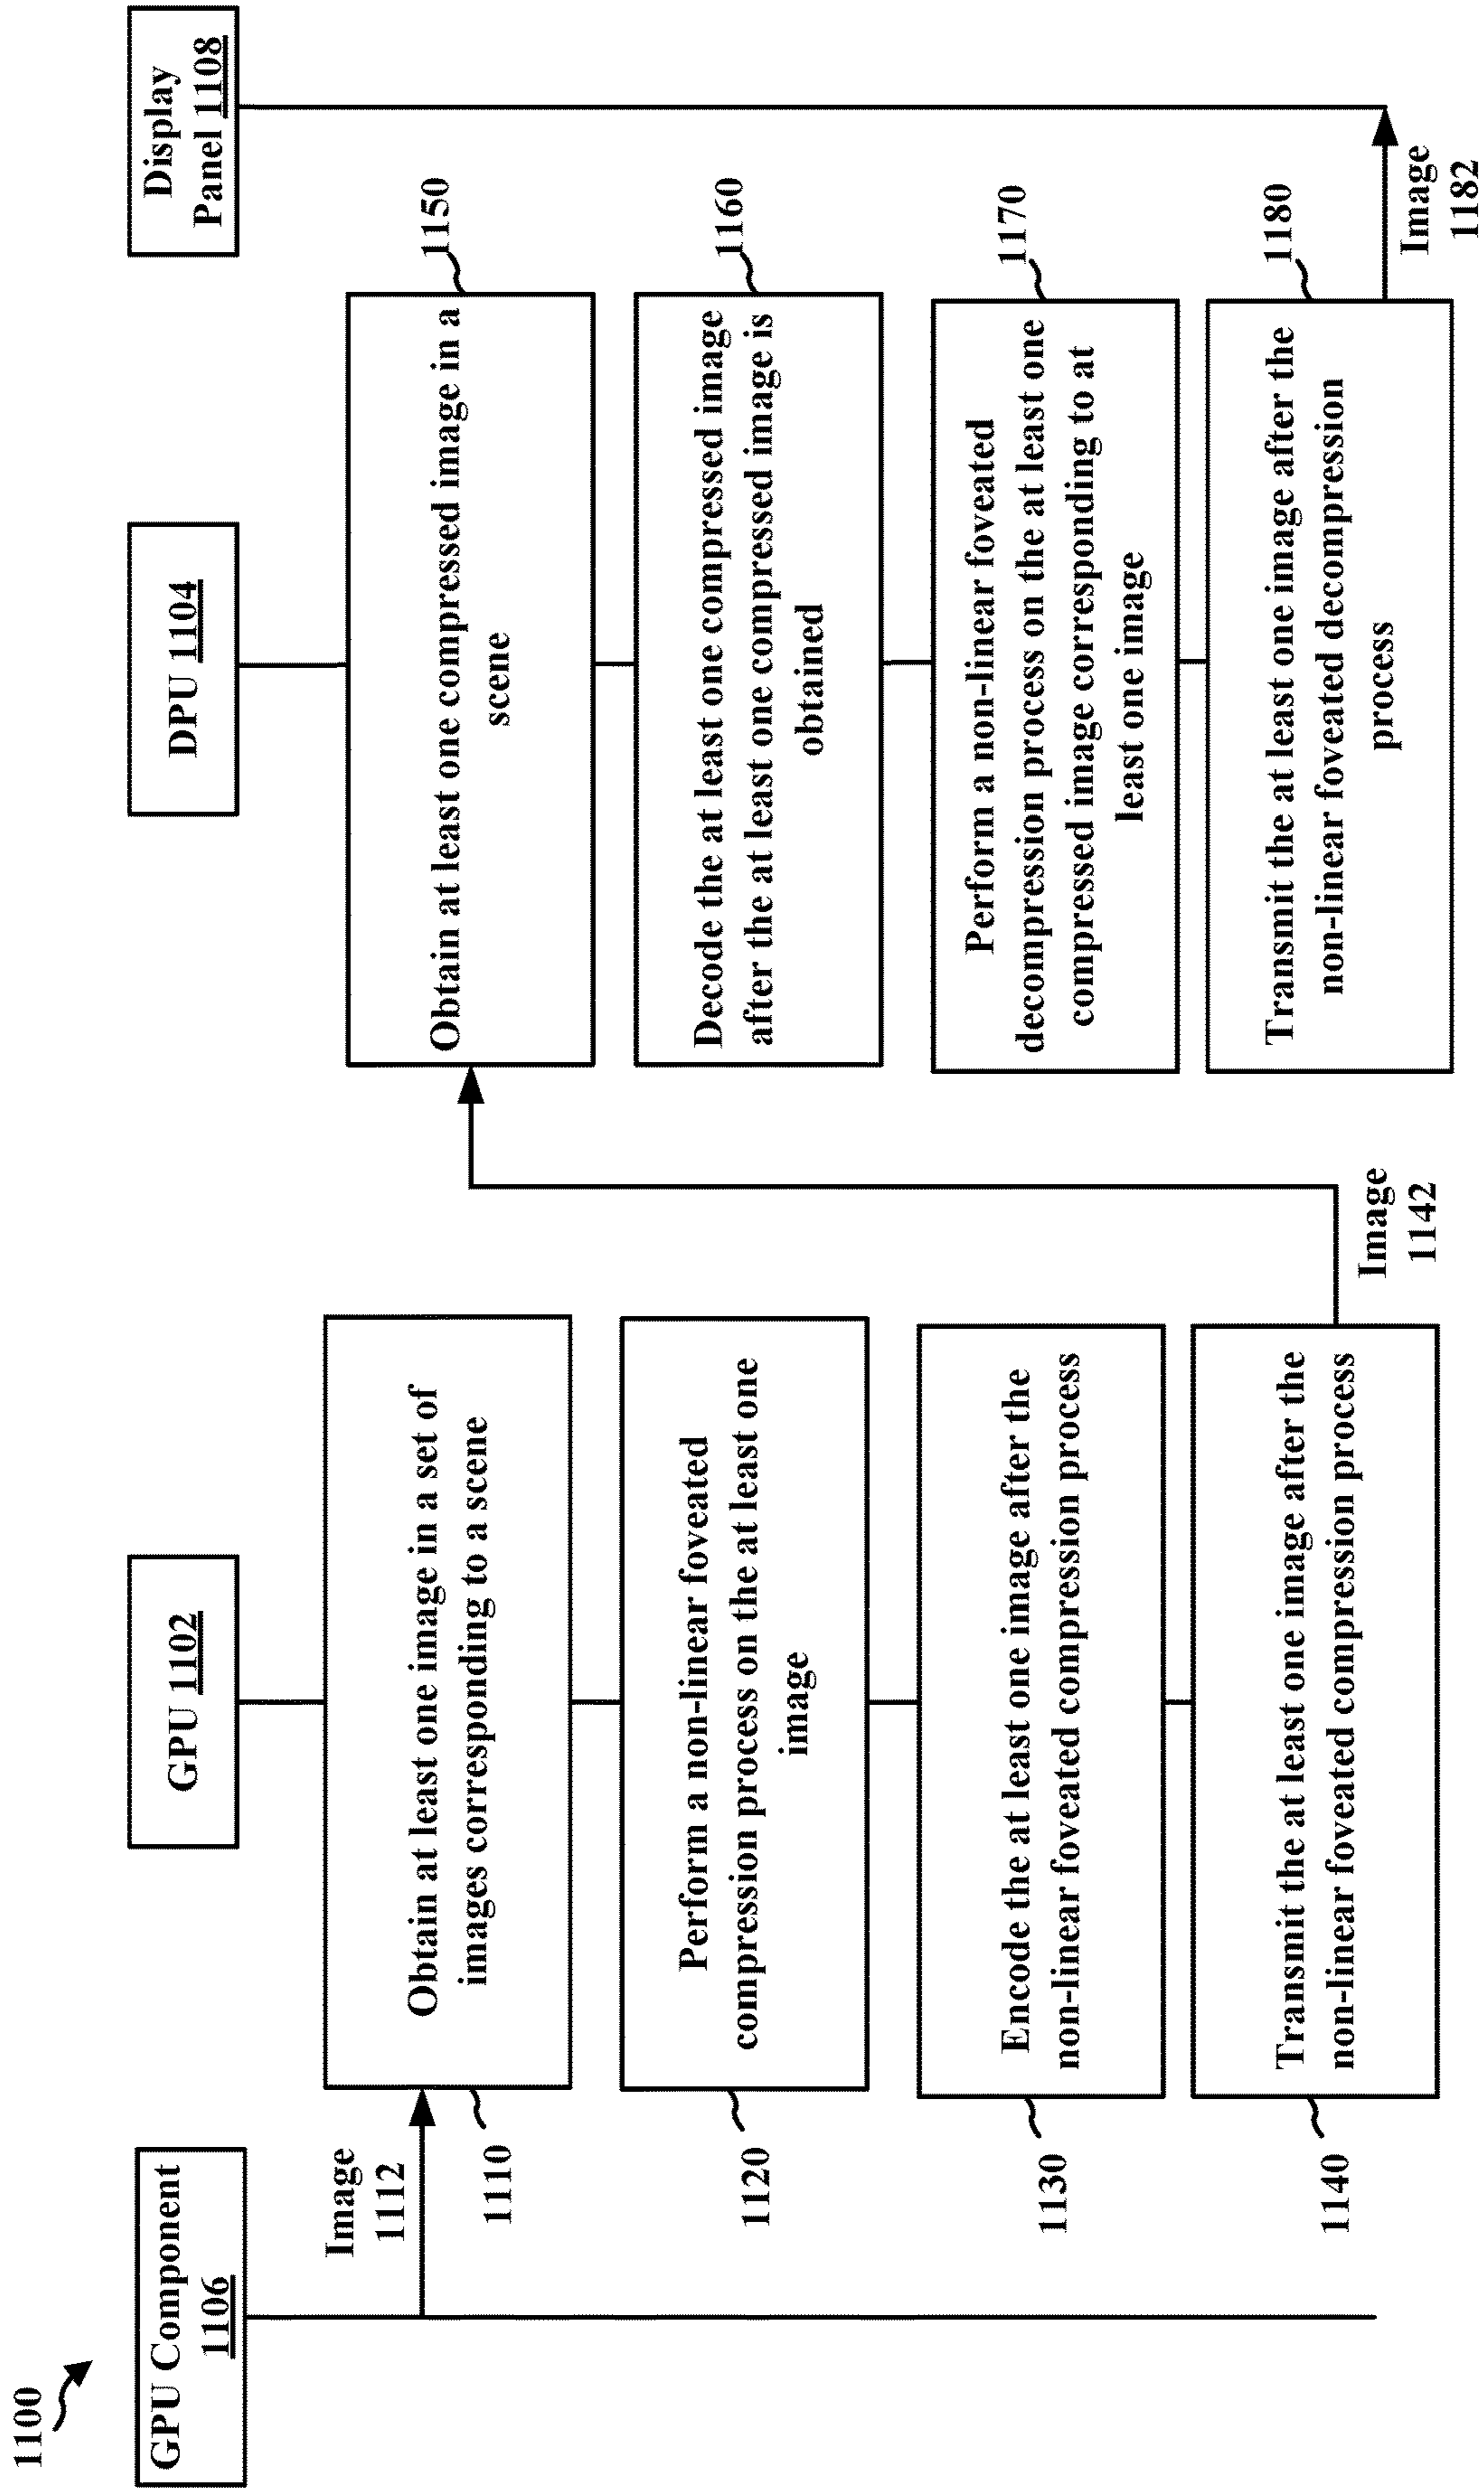 1100
GPU Component
1106
GPU 1102
DPU 1104
Display
Panel 1108
Image
1112
1110
Obtain at least one image in a set of
images corresponding to a scene
1120
Perform a non-linear foveated
compression process on the at least one
image
1130
Encode the at least one image after the
non-linear foveated compression process
1140
Transmit the at least one image after the
non-linear foveated compression process
Image
1142
1150
Obtain at least one compressed image in a
scene
1160
Decode the at least one compressed image
after the at least one compressed image is
obtained
1170
Perform a non-linear foveated
decompression process on the at least one
compressed image corresponding to at
least one image
1180
Transmit the at least one image after the
non-linear foveated decompression
process
Image
1182